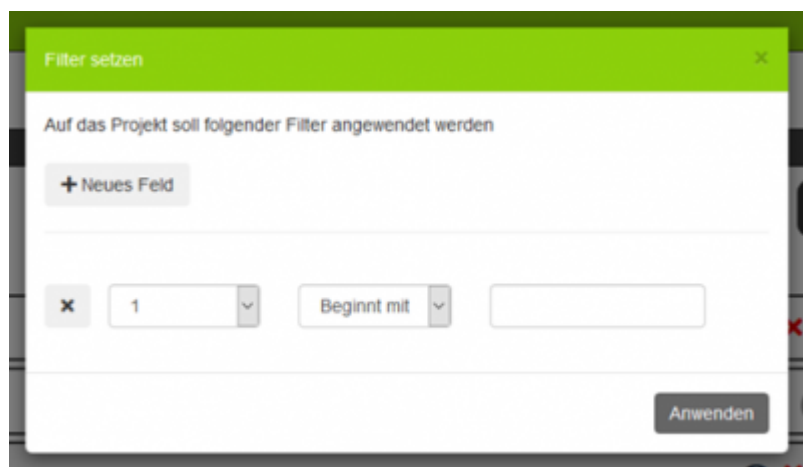 Filter setzen
Auf das Projekt soll folgender Filter angewendet werden
+ Neues Feld
1 Beginnt mit
Anwenden